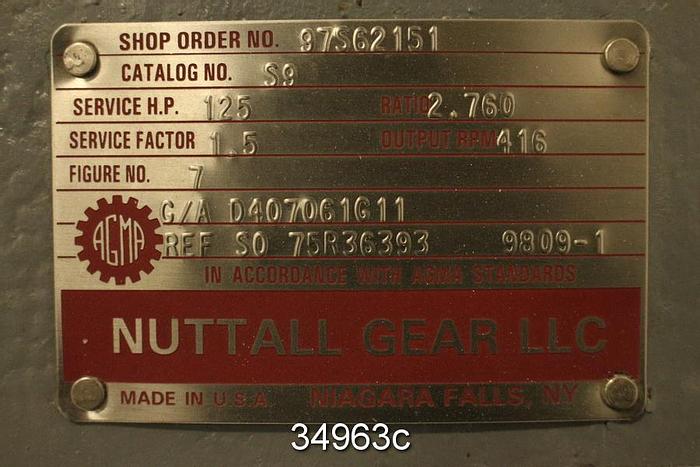 SHOP ORDER NO. 97S62151
CATALOG NO. S9
SERVICE H.P. 125 RATIO 2.760
SERVICE FACTOR 1.5 OUTPUT RPM 416
FIGURE NO. 7
G/A D407061G11
AGMA
REF SO 75R36393 9809-1
IN ACCORDANCE WITH AGMA STANDARDS
NUTTALL GEAR LLC
MADE IN U.S.A NIAGARA FALLS, NY
34963c